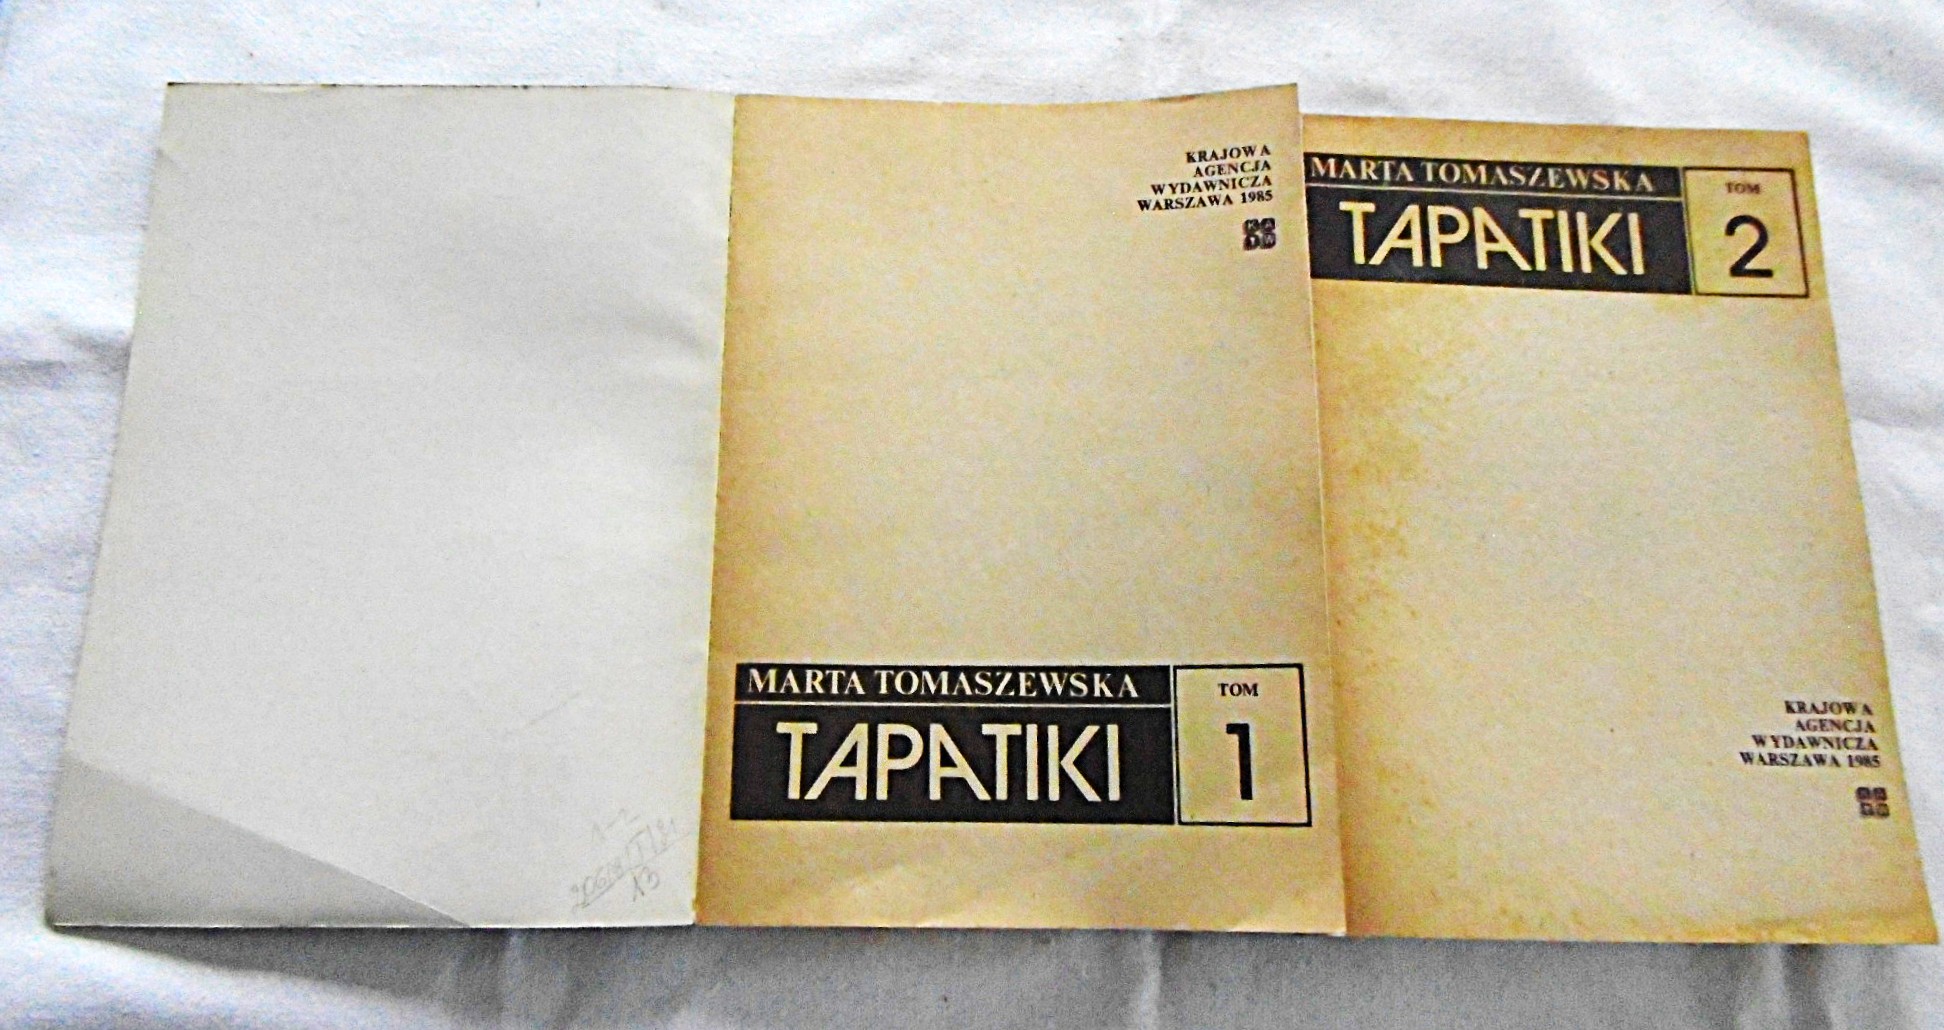 KRAJOWA
AGENCJA
WYDAWNICZA
WARSZAWA 1985
MARTA TOMASZEWSKA
TAPATIKI
TOM
1
MARTA TOMASZEWSKA
TAPATIKI
TOM
2
KRAJOWA
AGENCJA
WYDAWNICZA
WARSZAWA 1985